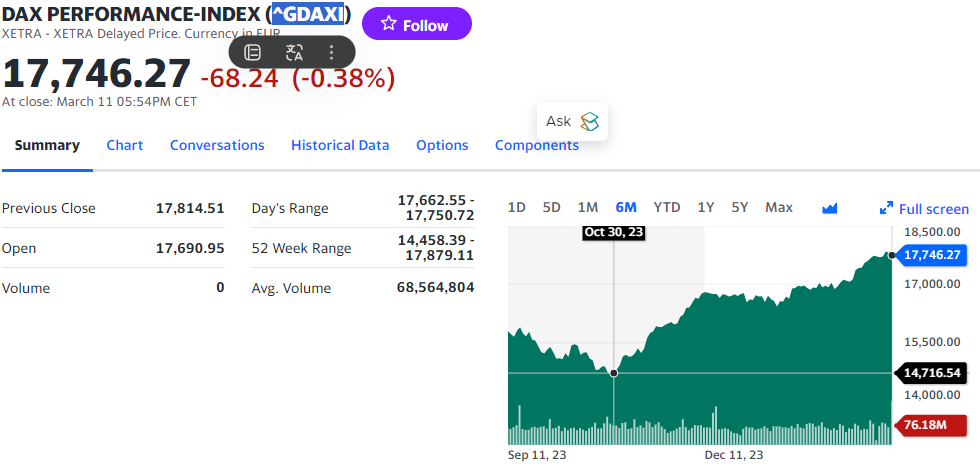 DAX PERFORMANCE-INDEX (^GDAXI)
Follow
XETRA - XETRA Delayed Price. Currency in EUR
17,746.27 -68.24 (-0.38%)
At close: March 11 05:54PM CET
Ask
Summary Chart Conversations Historical Data Options Components
Previous Close 17,814.51
Open 17,690.95
Volume 0
Day's Range 17,662.55 -
17,750.72
52 Week Range 14,458.39 -
17,879.11
Avg. Volume 68,564,804
1D 5D 1M 6M YTD 1Y 5Y Max Full screen
Oct 30, 23
18,500.00
17,746.27
17,000.00
15,500.00
14,716.54
14,000.00
76.18M
Sep 11, 23 Dec 11, 23